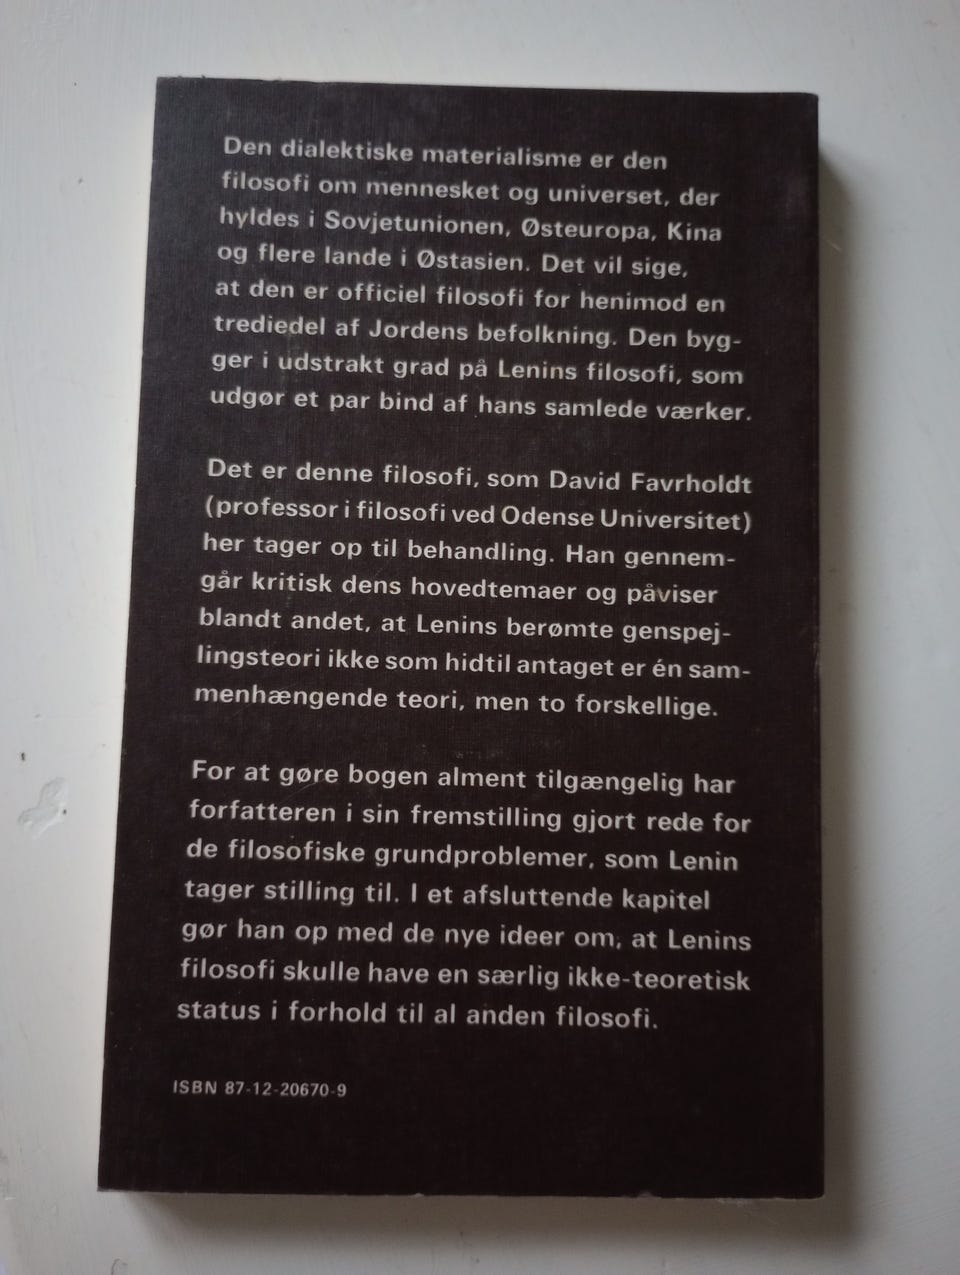 Den dialektiske materialisme er den
filosofi om mennesket og universet, der
hyldes i Sovjetunionen, Østeuropa, Kina
og flere lande i Østasien. Det vil sige,
at den er officiel filosofi for henimod en
trediedel af Jordens befolkning. Den byg-
ger i udstrakt grad på Lenins filosofi, som
udgør et par bind af hans samlede værker.
Det er denne filosofi, som David Favrholdt
(professor i filosofi ved Odense Universitet)
her tager op til behandling. Han gennem-
går kritisk dens hovedtemaer og påviser
blandt andet, at Lenins berømte genspej-
lingsteori ikke som hidtil antaget er én sam-
menhængende teori, men to forskellige.
For at gøre bogen alment tilgængelig har
forfatteren i sin fremstilling gjort rede for
de filosofiske grundproblemer, som Lenin
tager stilling til. I et afsluttende kapitel
gør han op med de nye ideer om, at Lenins
filosofi skulle have en særlig ikke-teoretisk
status i forhold til al anden filosofi.
ISBN 87-12-20670-9